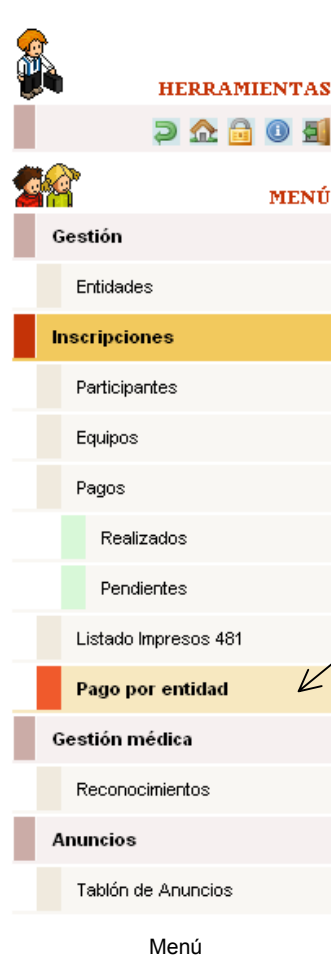 HERRAMIENTAS
MENÚ
Gestión
Entidades
Inscripciones
Participantes
Equipos
Pagos
Realizados
Pendientes
Listado Impresos 481
Pago por entidad
Gestión médica
Reconocimientos
Anuncios
Tablón de Anuncios
Menú